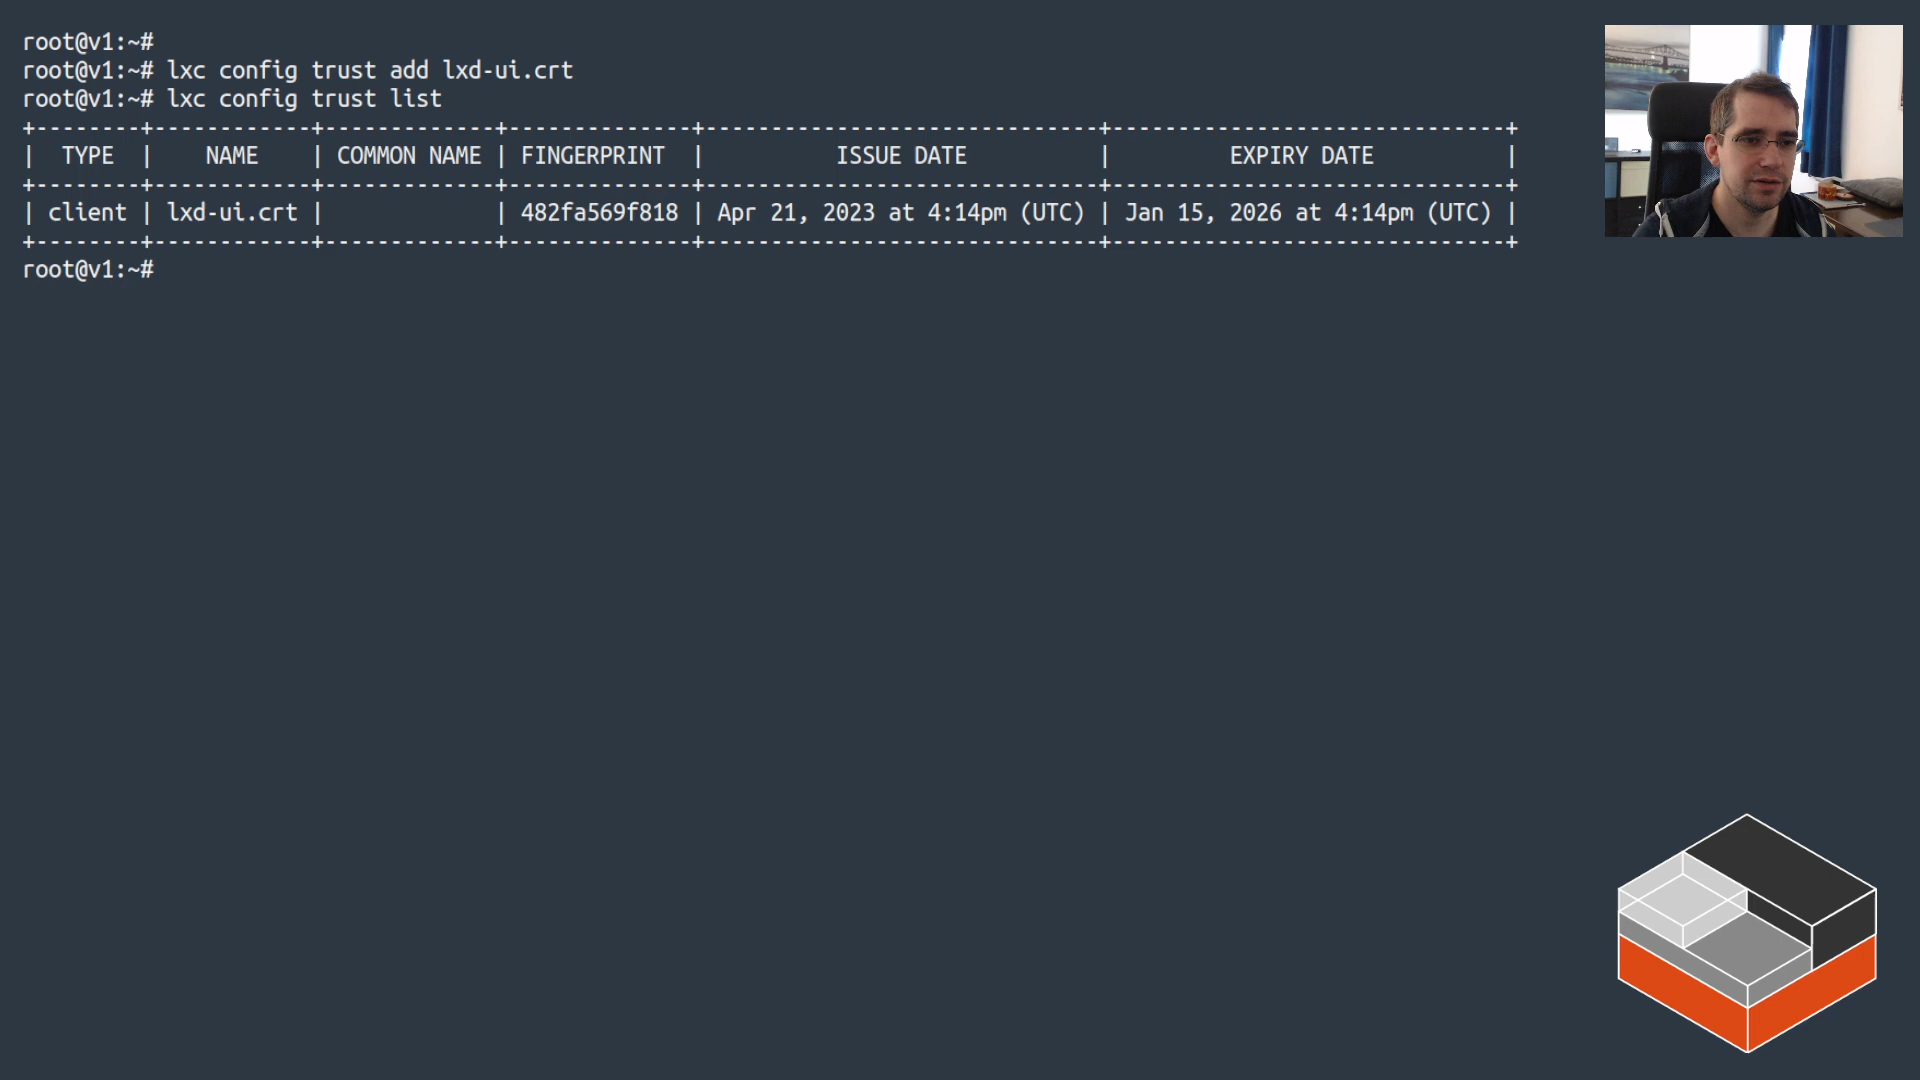 root@v1:~#
root@v1:~# lxc config trust add lxd-ui.crt
root@v1:~# lxc config trust list
+--------+------------+-------------+--------------+------------------------------+------------------------------+
|  TYPE  |    NAME    | COMMON NAME | FINGERPRINT  |          ISSUE DATE          |         EXPIRY DATE          |
+--------+------------+-------------+--------------+------------------------------+------------------------------+
| client | lxd-ui.crt |             | 482fa569f818 | Apr 21, 2023 at 4:14pm (UTC) | Jan 15, 2026 at 4:14pm (UTC) |
+--------+------------+-------------+--------------+------------------------------+------------------------------+
root@v1:~#